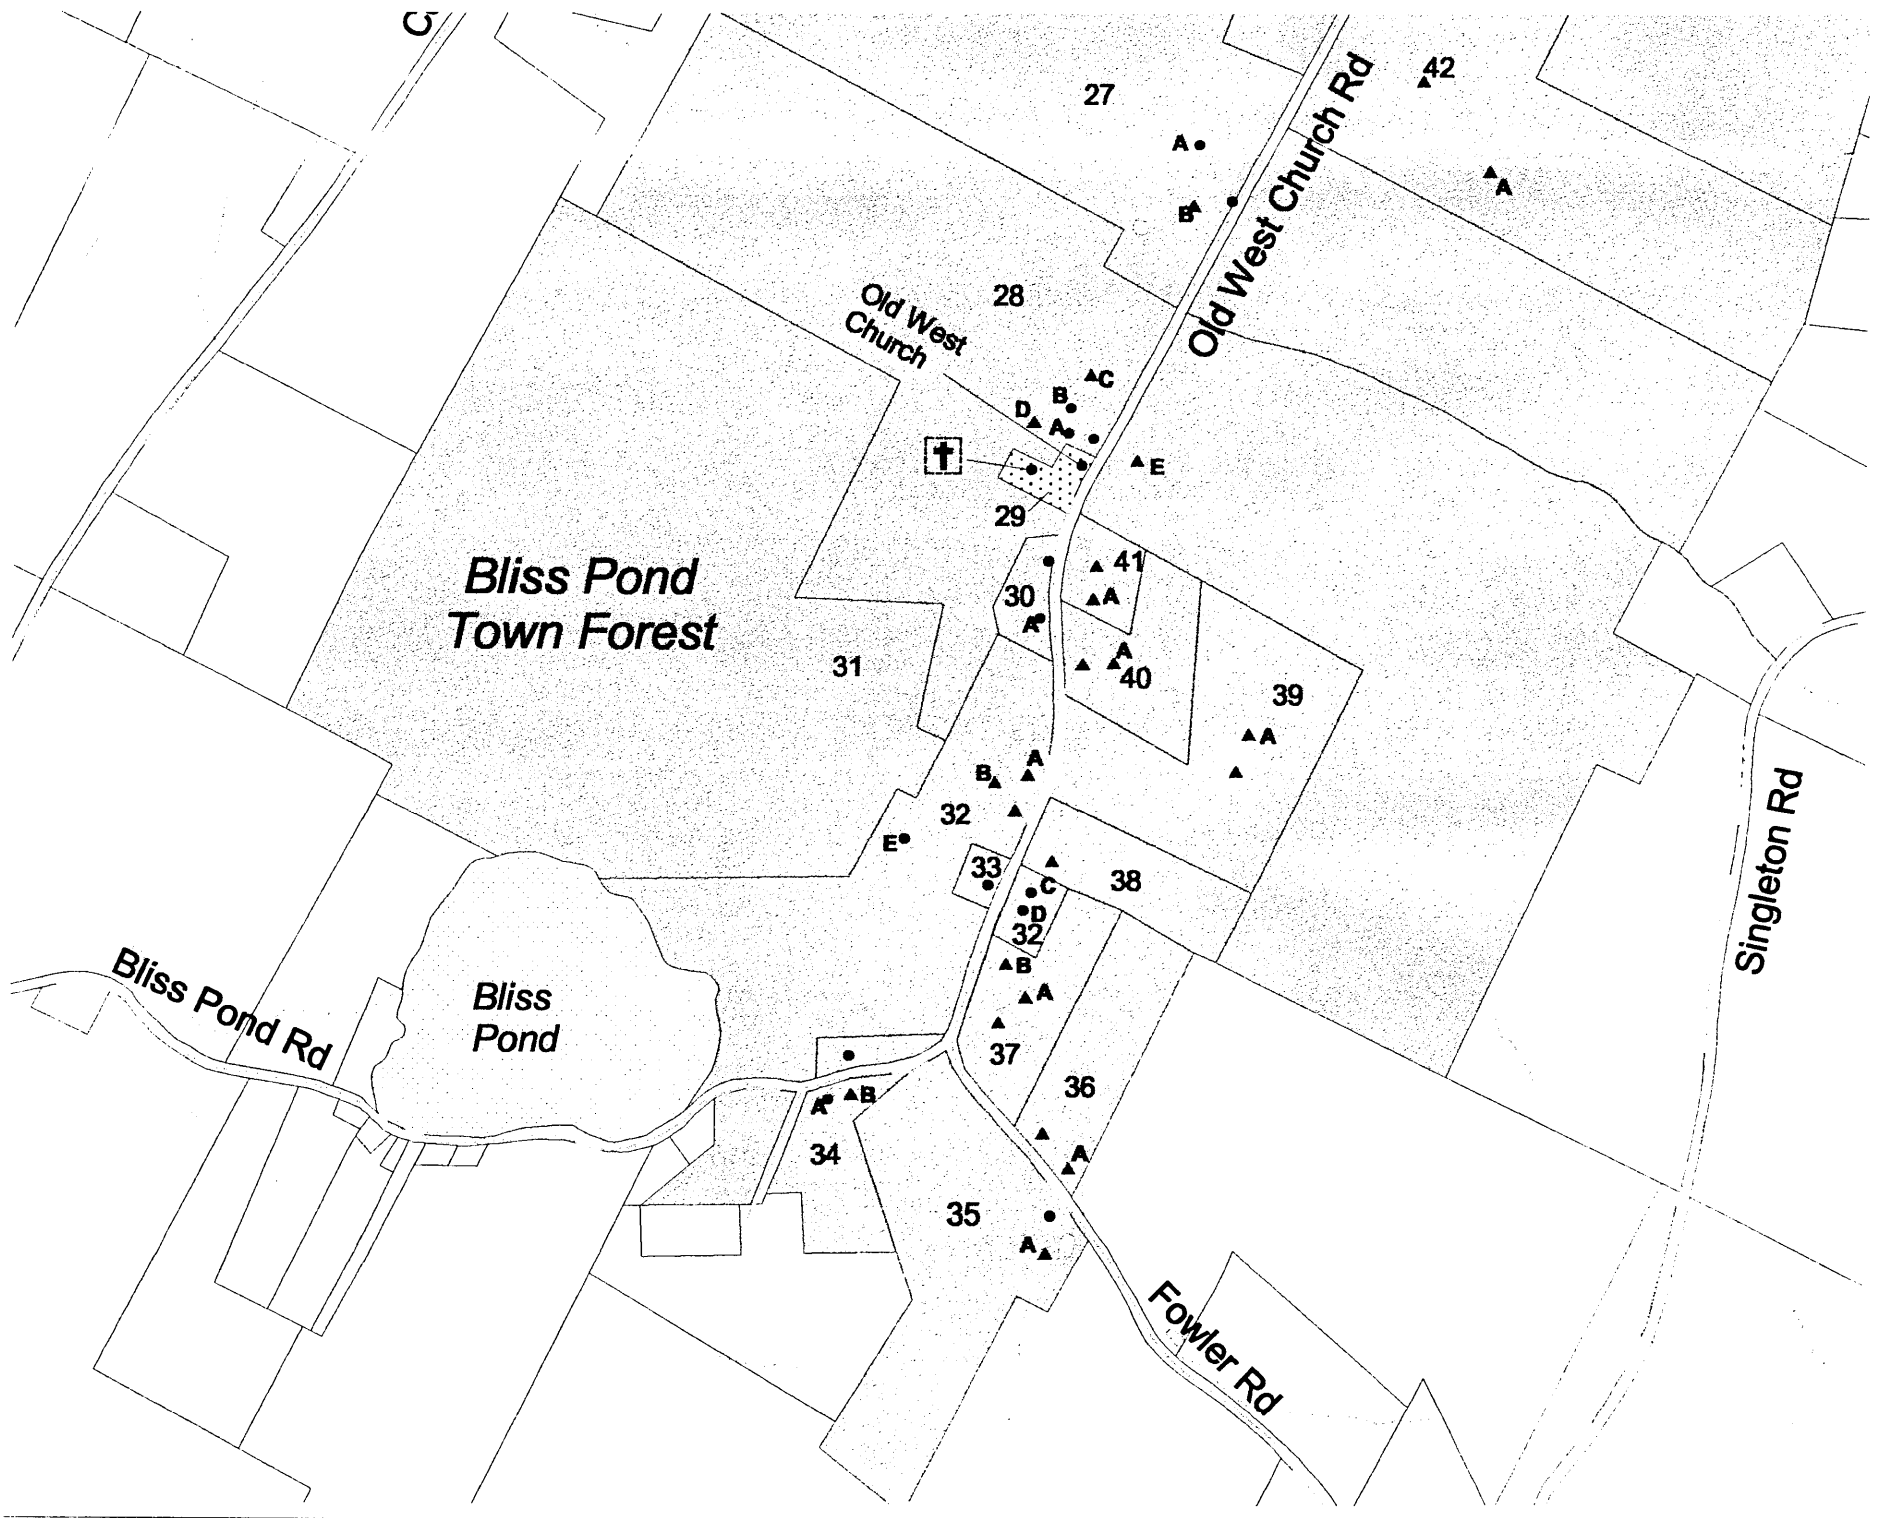 C
42
27
A
A
B
Old West Church Rd
28
Old West
Church
C
B
D
A
E
29
41
Bliss Pond
Town Forest
30
A
A
A
31
40
39
A
A
B
32
E
33
C
38
D
32
Singleton Rd
B
Bliss Pond Rd
Bliss
Pond
A
37
36
B
A
34
A
35
A
Fowler Rd